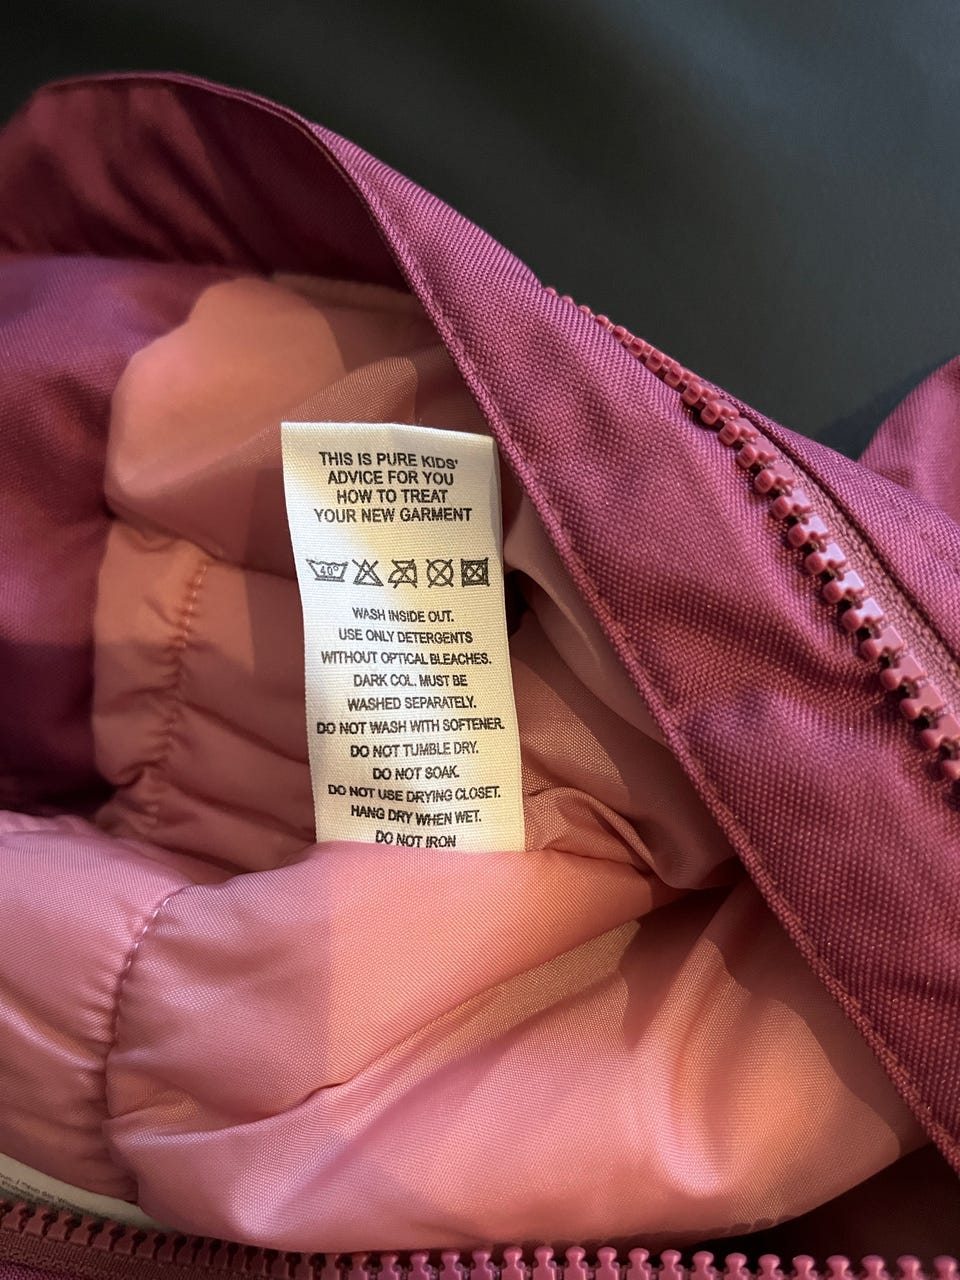 THIS IS PURE KIDS'
ADVICE FOR YOU
HOW TO TREAT
YOUR NEW GARMENT
40°
WASH INSIDE OUT.
USE ONLY DETERGENTS
WITHOUT OPTICAL BLEACHES.
DARK COL. MUST BE
WASHED SEPARATELY.
DO NOT WASH WITH SOFTENER.
DO NOT TUMBLE DRY.
DO NOT SOAK.
DO NOT USE DRYING CLOSET.
HANG DRY WHEN WET.
DO NOT IRON